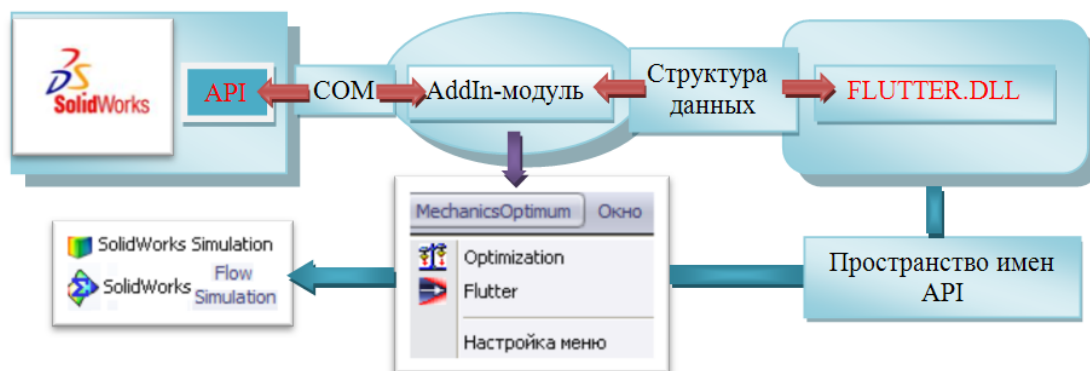 SolidWorks
API
COM
AddIn-модуль
Структура
данных
FLUTTER.DLL
MechanicsOptimum Окно
Optimization
Flutter
Настройка меню
SolidWorks Simulation
SolidWorks Flow
Simulation
Пространство имен
API